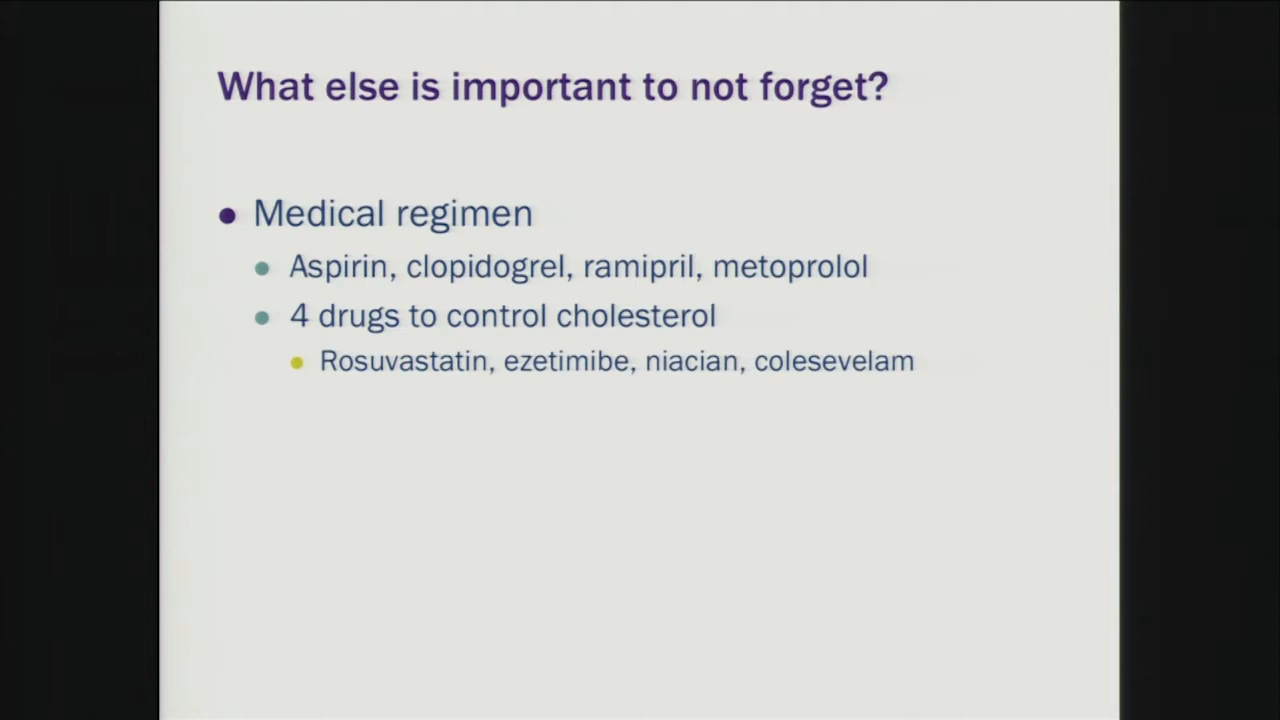 What else is important to not forget?
Medical regimen
Aspirin, clopidogrel, ramipril, metoprolol
4 drugs to control cholesterol
Rosuvastatin, ezetimibe, niacian, colesevelam